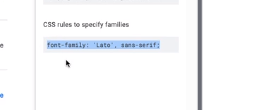 CSS rules to specify families
font-family: 'Lato', sans-serif;
e
e